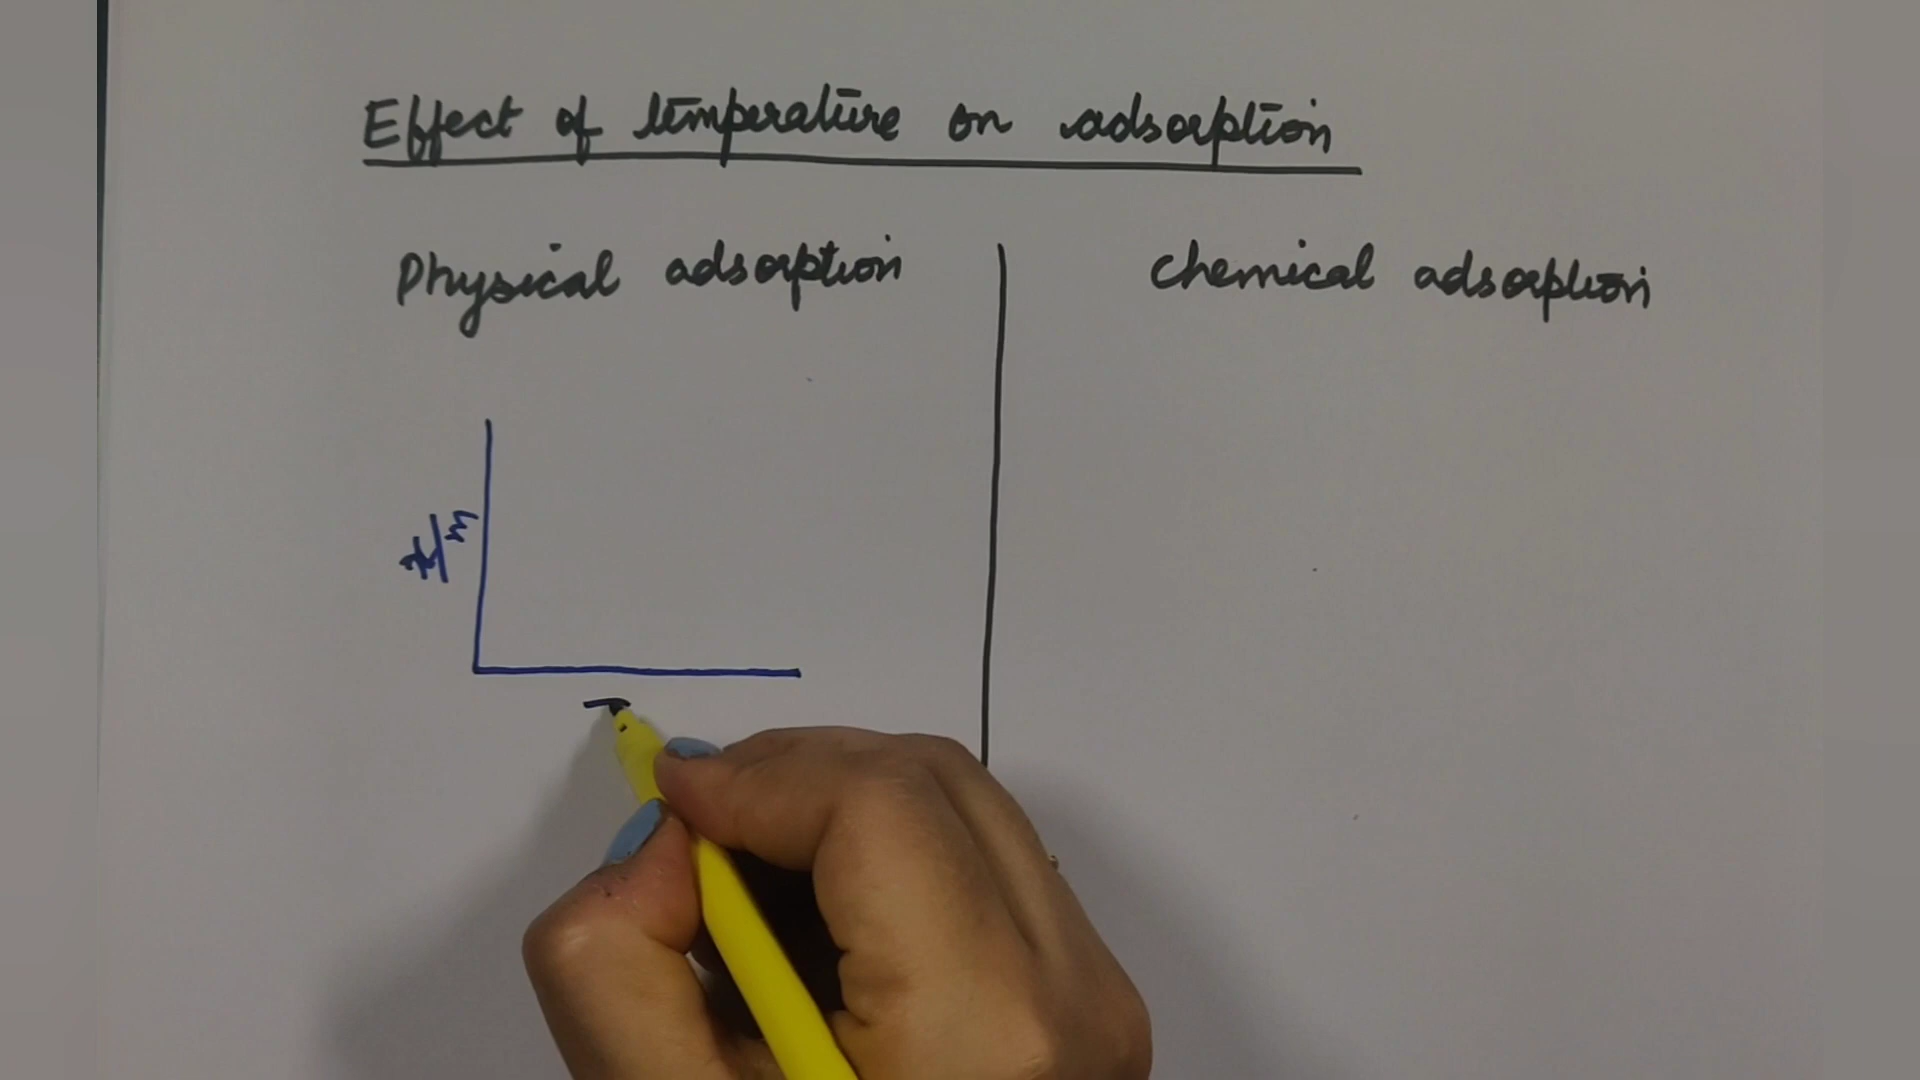 Effect of temperature on adsorption
Physical adsorption
Chemical adsorption
x/m
T